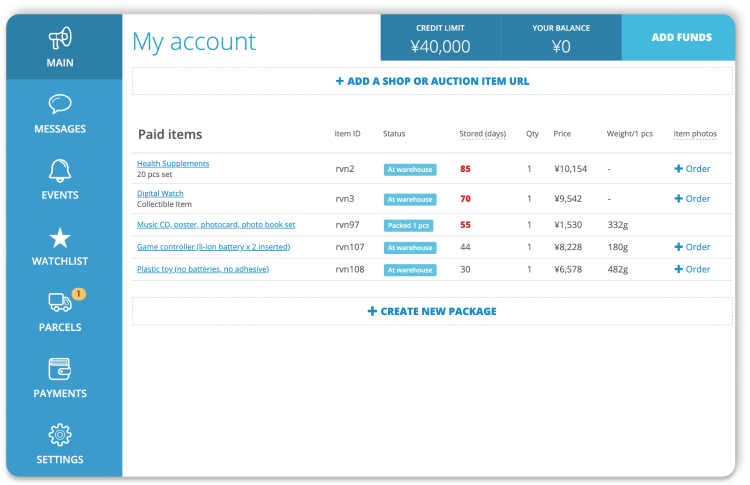 MAIN
MESSAGES
EVENTS
WATCHLIST
1
PARCELS
PAYMENTS
SETTINGS
My account
CREDIT LIMIT
¥40,000
YOUR BALANCE
¥0
ADD FUNDS
+ ADD A SHOP OR AUCTION ITEM URL
Paid items Item ID Status Stored (days) Qty Price Weight/1 pcs Item photos
Health Supplements
20 pcs set
rvn2 At warehouse 85 1 ¥10,154 - + Order
Digital Watch
Collectible Item
rvn3 At warehouse 70 1 ¥9,542 - + Order
Music CD, poster, photocard, photo book set rvn97 Packed 1 pcs 55 1 ¥1,530 332g
Game controller (li-ion battery x 2 inserted) rvn107 At warehouse 44 1 ¥8,228 180g + Order
Plastic toy (no batteries, no adhesive) rvn108 At warehouse 30 1 ¥6,578 482g + Order
+ CREATE NEW PACKAGE